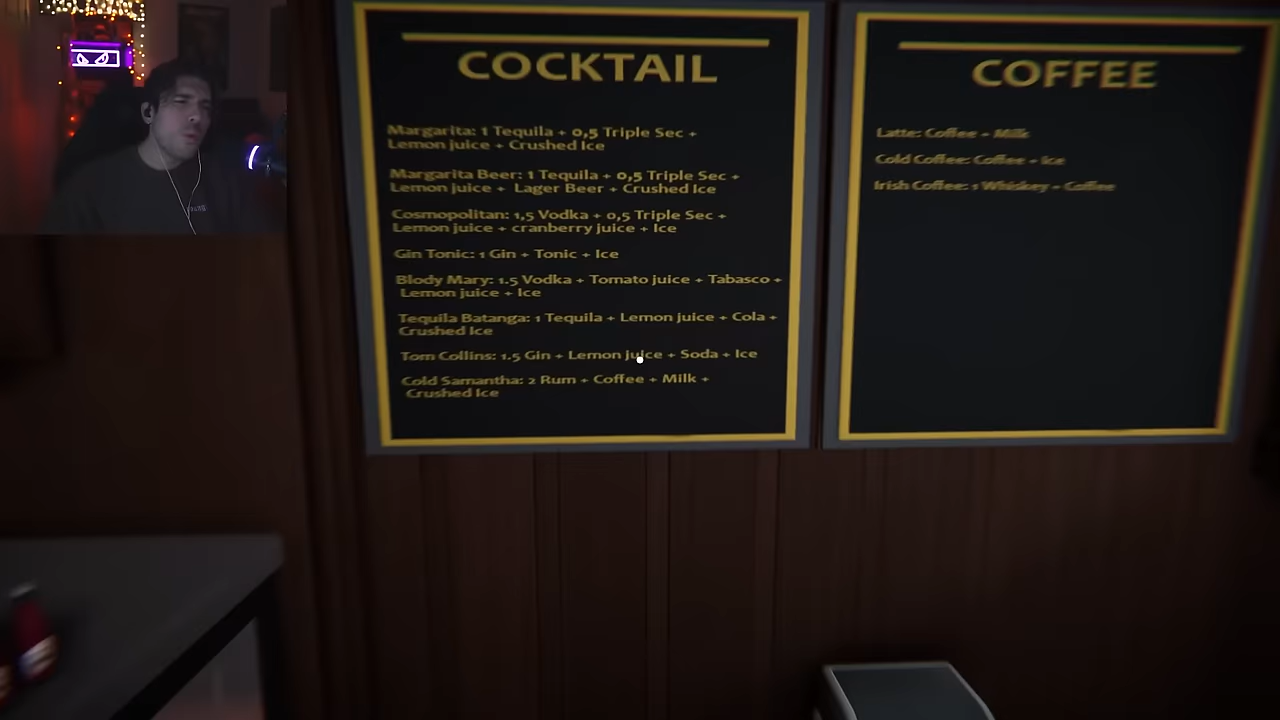 COCKTAIL
Margarita: 1 Tequila + 0,5 Triple Sec +
Lemon juice + Crushed Ice
Margarita Beer: 1 Tequila + 0,5 Triple Sec +
Lemon juice + Lager Beer + Crushed Ice
Cosmopolitan: 1,5 Vodka + 0,5 Triple Sec +
Lemon juice + cranberry juice + Ice
Gin Tonic: 1 Gin + Tonic + Ice
Blody Mary: 1.5 Vodka + Tomato juice + Tabasco +
Lemon juice + Ice
Tequila Batanga: 1 Tequila + Lemon juice + Cola +
Crushed Ice
Tom Collins: 1.5 Gin + Lemon juice + Soda + Ice
Cold Samantha: 2 Rum + Coffee + Milk +
Crushed Ice
COFFEE
Latte: Coffee + Milk
Cold Coffee: Coffee + Ice
Irish Coffee: 1 Whiskey + Coffee